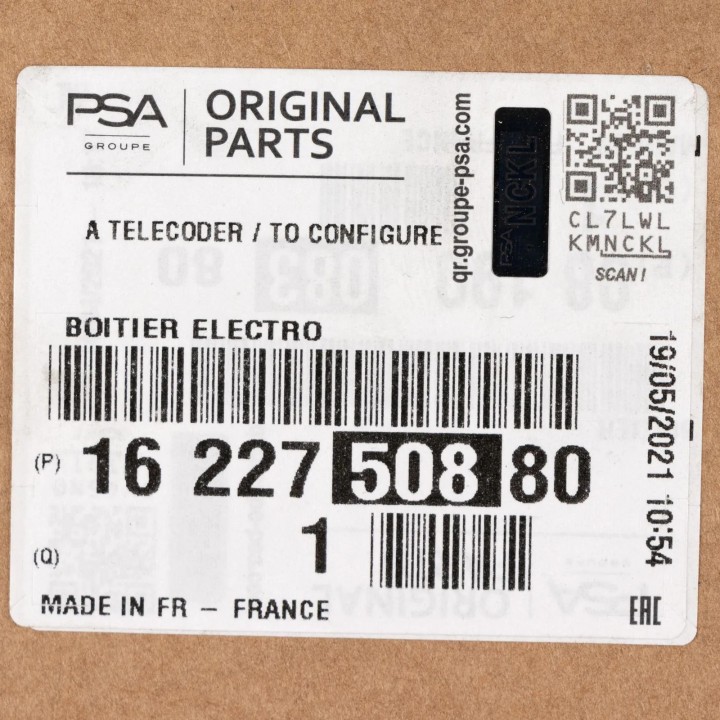 PSA
GROUPE
ORIGINAL
PARTS
qr.groupe-psa.com
PSA NCKL
CL7LWL
KMNCKL
SCAN!
A TELECODER / TO CONFIGURE
BOITIER ELECTRO
(P) 16 227 508 80
(Q) 1
MADE IN FR – FRANCE
19/05/2021 10:54
EAC